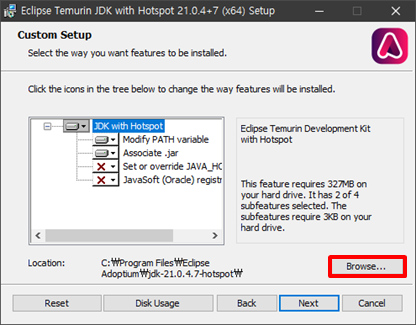 Eclipse Temurin JDK with Hotspot 21.0.4+7 (x64) Setup
Custom Setup
Select the way you want features to be installed.
Click the icons in the tree below to change the way features will be installed.
JDK with Hotspot
Modify PATH variable
Associate .jar
Set or override JAVA_HO
JavaSoft (Oracle) registr
Eclipse Temurin Development Kit
with Hotspot
This feature requires 327MB on
your hard drive. It has 2 of 4
subfeatures selected. The
subfeatures require 3KB on your
hard drive.
Location:
C:₩Program Files₩Eclipse
Adoptium₩jdk-21.0.4.7-hotspot₩
Browse...
Reset
Disk Usage
Back
Next
Cancel